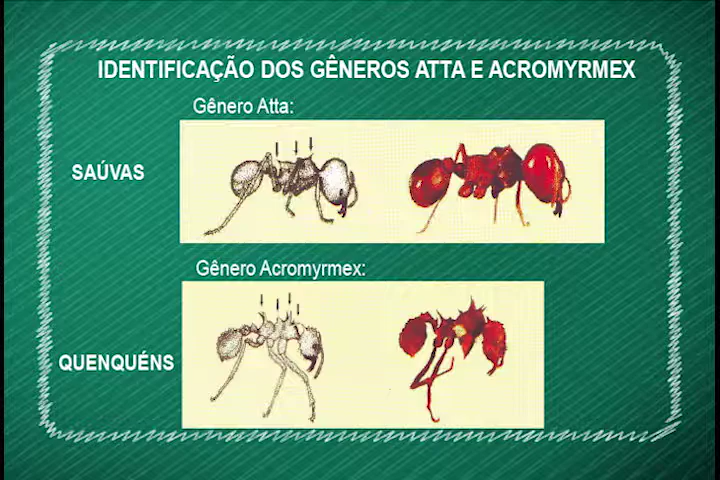 IDENTIFICAÇÃO DOS GÊNEROS ATTA E ACROMYRMEX
Gênero Atta:
SAÚVAS
Gênero Acromyrmex:
QUENQUÉNS